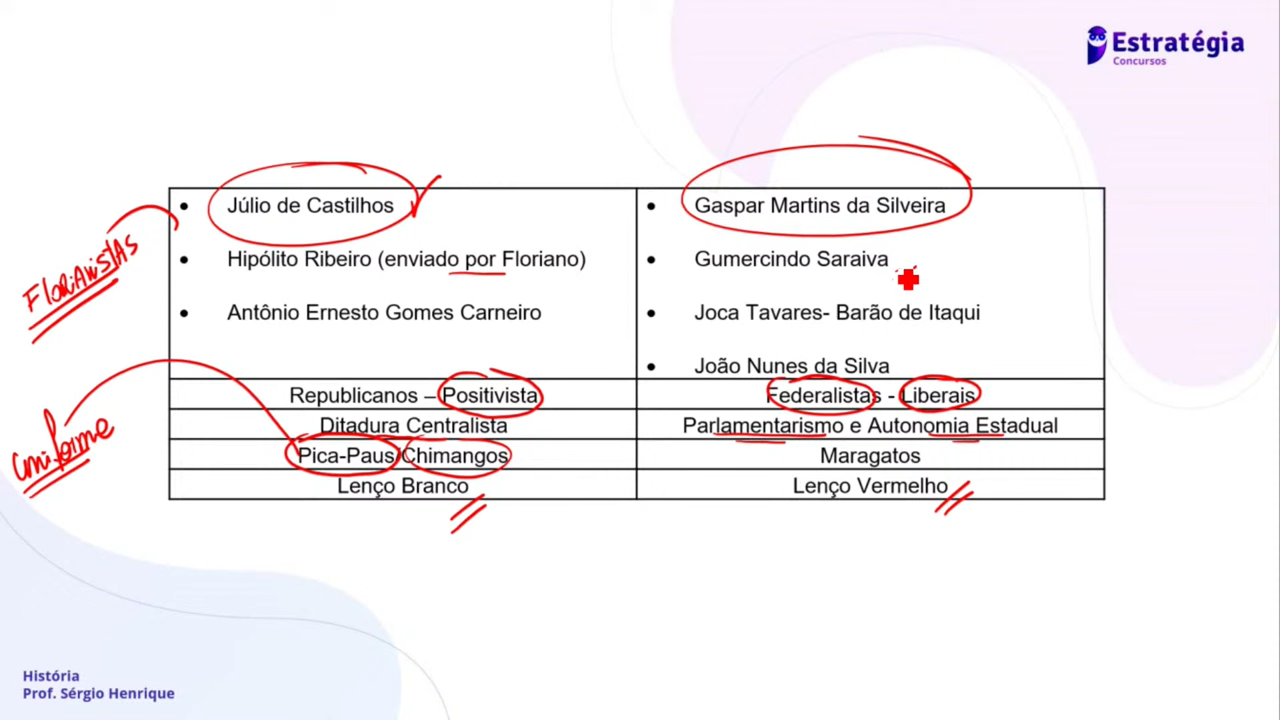 Estratégia
Concursos
• Júlio de Castilhos
• Hipólito Ribeiro (enviado por Floriano)
• Antônio Ernesto Gomes Carneiro
• Gaspar Martins da Silveira
• Gumercindo Saraiva
• Joca Tavares- Barão de Itaqui
• João Nunes da Silva
Republicanos – Positivista
Federalistas - Liberais
Ditadura Centralista
Parlamentarismo e Autonomia Estadual
Pica-Paus/Chimangos
Maragatos
Lenço Branco
Lenço Vermelho
FloriANiSTAS
Uniforme
História
Prof. Sérgio Henrique